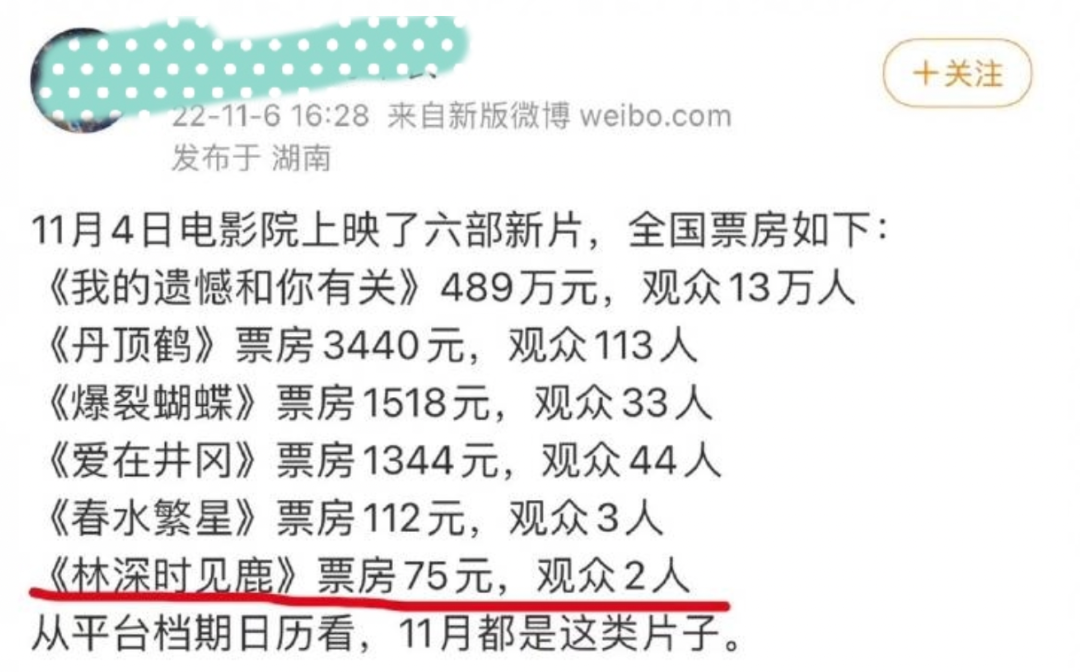 +关注
22-11-6 16:28 来自新版微博 weibo.com
发布于 湖南
11月4日电影院上映了六部新片，全国票房如下：
《我的遗憾和你有关》489万元，观众13万人
《丹顶鹤》票房3440元，观众113人
《爆裂蝴蝶》票房1518元，观众33人
《爱在井冈》票房1344元，观众44人
《春水繁星》票房112元，观众3人
《林深时见鹿》票房75元，观众2人
从平台档期日历看，11月都是这类片子。